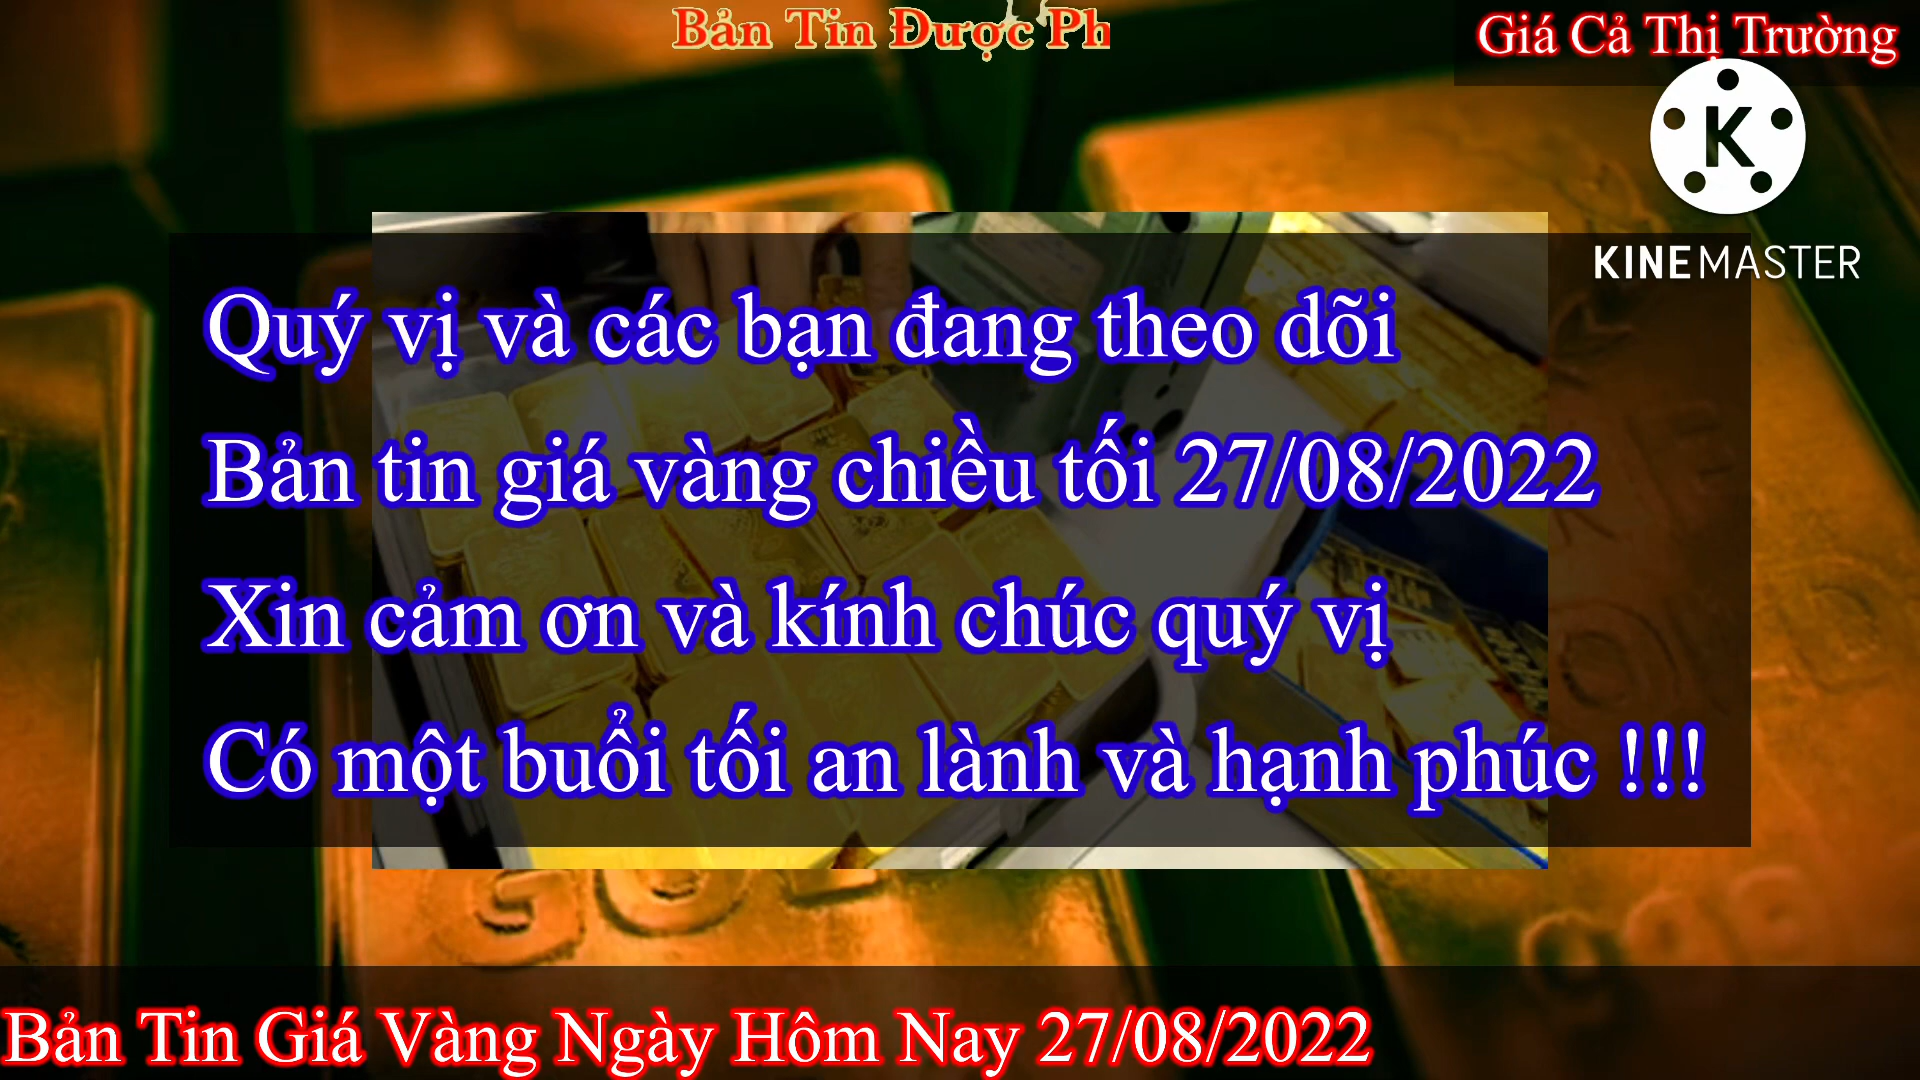 Bản Tin Được Ph
Giá Cả Thị Trường
K
KINEMASTER
Quý vị và các bạn đang theo dõi
Bản tin giá vàng chiều tối 27/08/2022
Xin cảm ơn và kính chúc quý vị
Có một buổi tối an lành và hạnh phúc !!!
Bản Tin Giá Vàng Ngày Hôm Nay 27/08/2022